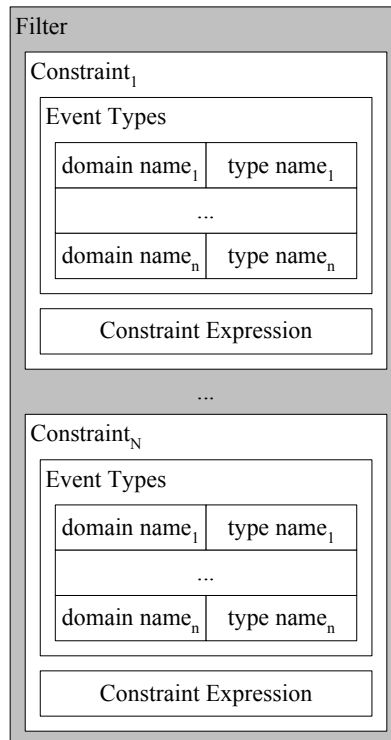 Filter
Constraint1
Event Types
domain name1 type name1
...
domain namen type namen
Constraint Expression
...
ConstraintN
Event Types
domain name1 type name1
...
domain namen type namen
Constraint Expression